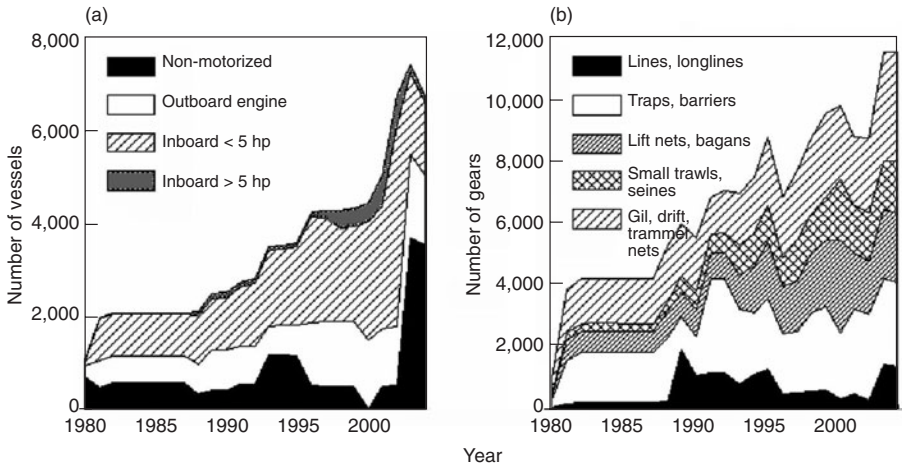 (a)
8,000
6,000
4,000
2,000
0
Number of vessels
Non-motorized
Outboard engine
Inboard < 5 hp
Inboard > 5 hp
1980 1985 1990 1995 2000
(b)
12,000
10,000
8,000
6,000
4,000
2,000
0
Number of gears
Lines, longlines
Traps, barriers
Lift nets, bagans
Small trawls,
seines
Gil, drift,
trammel
nets
1980 1985 1990 1995 2000
Year